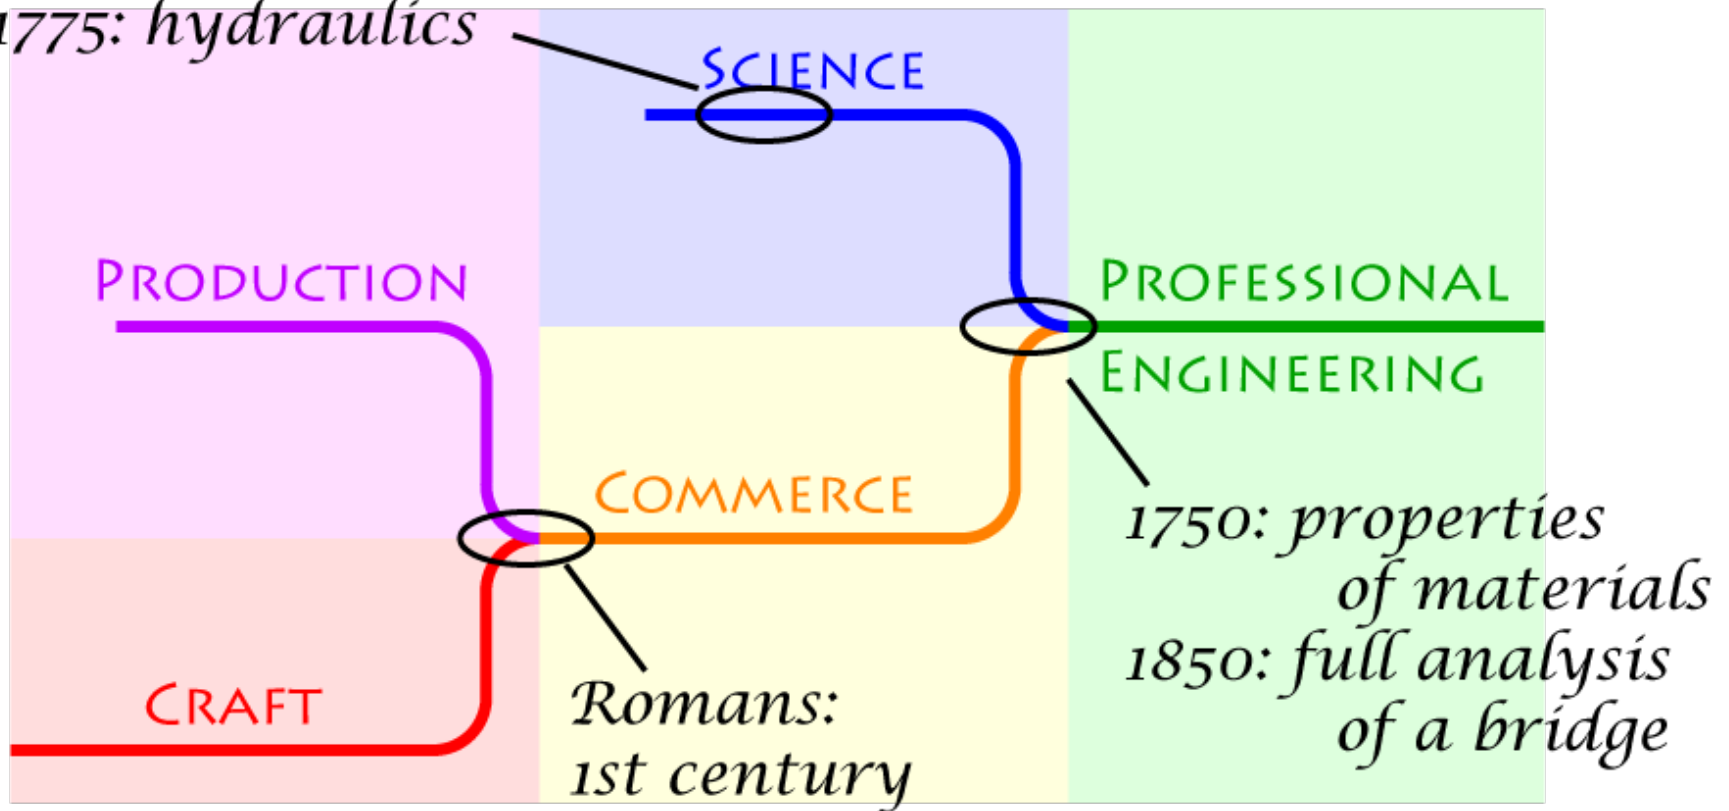 1775: hydraulics
SCIENCE
PRODUCTION
PROFESSIONAL
ENGINEERING
COMMERCE
1750: properties
of materials
1850: full analysis
of a bridge
CRAFT
Romans:
1st century